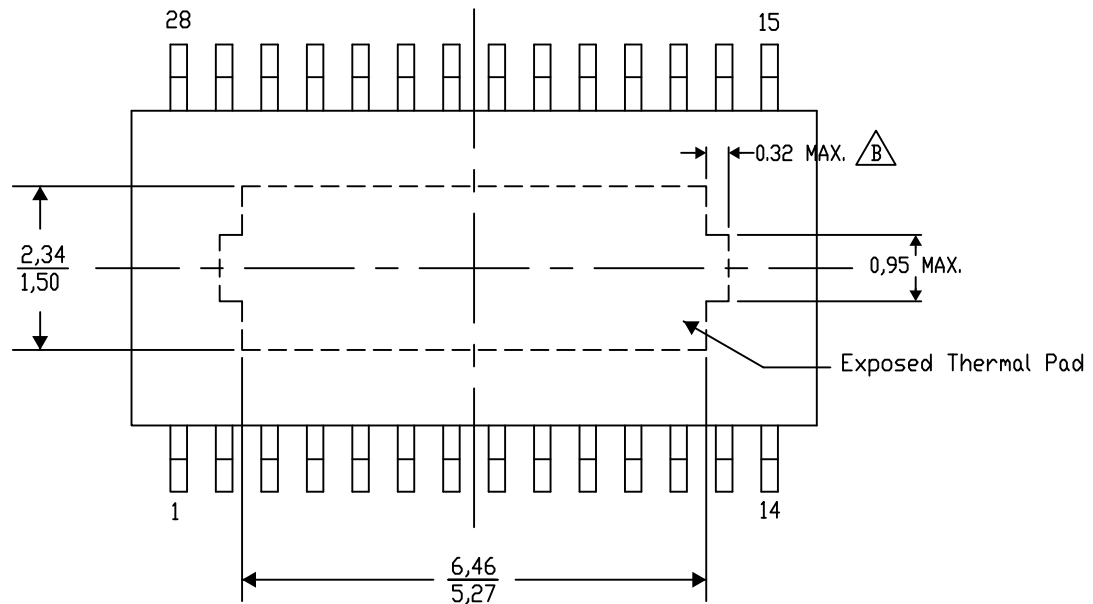 28
15
0.32 MAX. B
2,34
1,50
0,95 MAX.
Exposed Thermal Pad
1
14
6,46
5,27